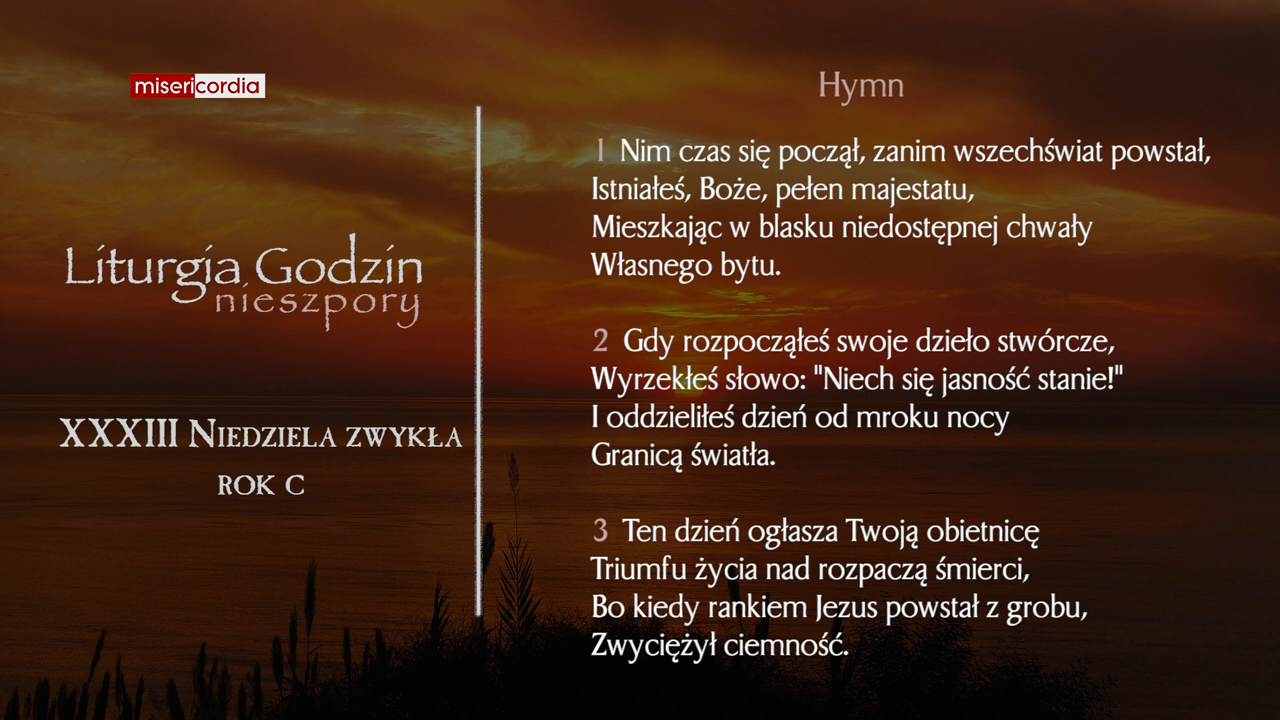 misericordia
Liturgia Godzin
nieszpory
XXXIII Niedziela zwykła
rok C
Hymn
1 Nim czas się począł, zanim wszechświat powstał,
Istniałeś, Boże, pełen majestatu,
Mieszkając w blasku niedostępnej chwały
Własnego bytu.
2 Gdy rozpocząłeś swoje dzieło stwórcze,
Wyrzekłeś słowo: "Niech się jasność stanie!"
I oddzieliłeś dzień od mroku nocy
Granicą światła.
3 Ten dzień ogłasza Twoją obietnicę
Triumfu życia nad rozpaczą śmierci,
Bo kiedy rankiem Jezus powstał z grobu,
Zwyciężył ciemność.